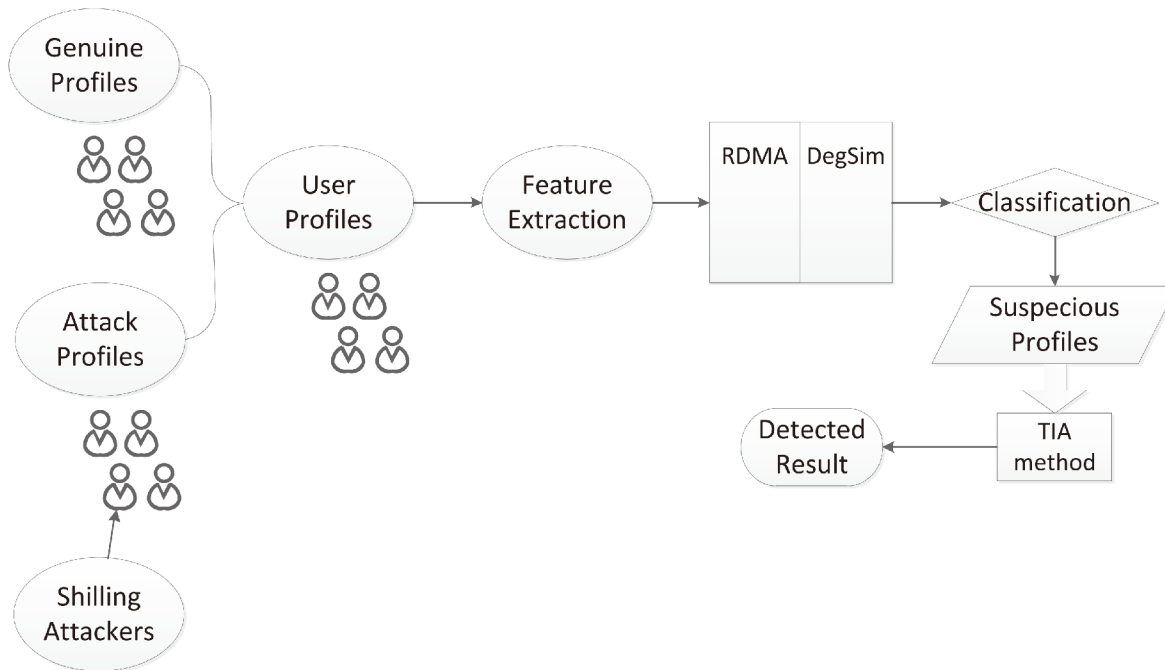 Genuine
Profiles
User
Profiles
Feature
Extraction
RDMA
DegSim
Classification
Attack
Profiles
Suspecious
Profiles
TIA
method
Detected
Result
Shilling
Attackers